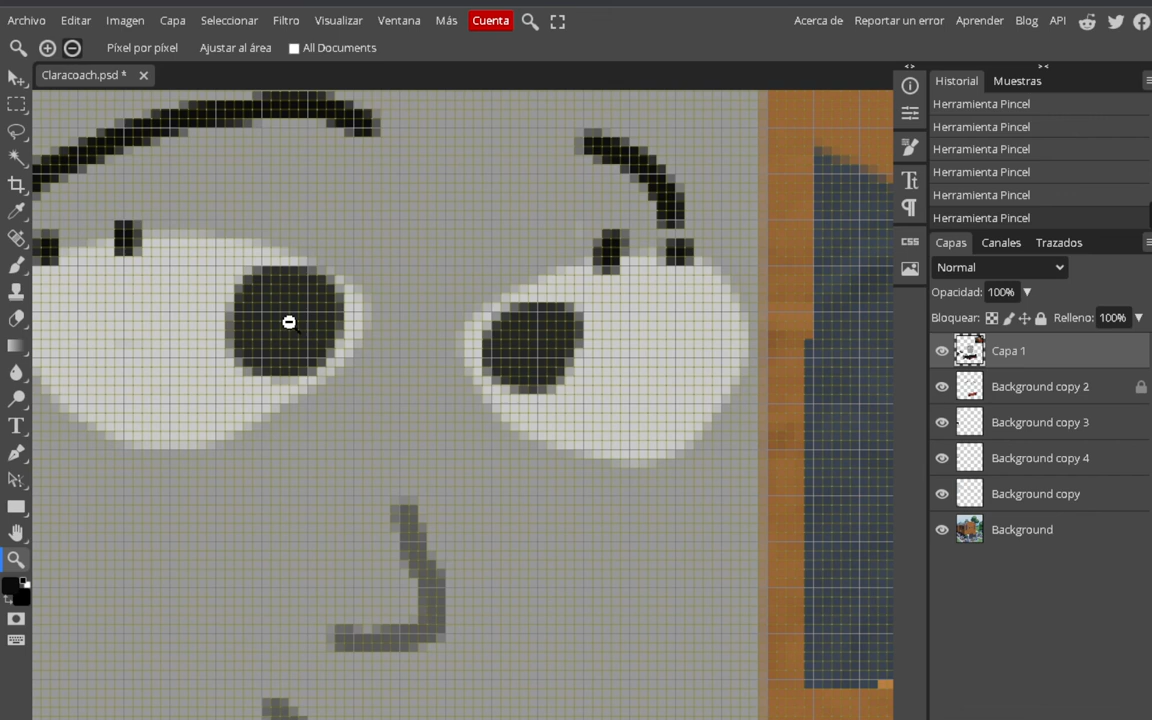 Archivo Editar Imagen Capa Seleccionar Filtro Visualizar Ventana Más Cuenta Acerca de Reportar un error Aprender Blog API
Píxel por píxel Ajustar al área All Documents
Claracoach.psd *
Historial Muestras
Herramienta Pincel
Herramienta Pincel
Herramienta Pincel
Herramienta Pincel
Herramienta Pincel
Herramienta Pincel
Capas Canales Trazados
Normal
Opacidad: 100%
Bloquear: Relleno: 100%
Capa 1
Background copy 2
Background copy 3
Background copy 4
Background copy
Background
CSS